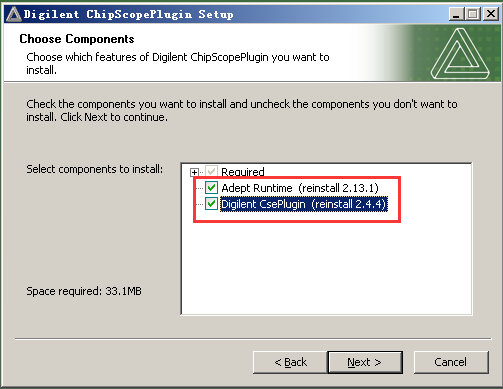 Digilent ChipScopePlugin Setup
Choose Components
Choose which features of Digilent ChipScopePlugin you want to
install.
Check the components you want to install and uncheck the components you don't want to
install. Click Next to continue.
Select components to install:
Required
Adept Runtime (reinstall 2.13.1)
Digilent CsePlugin (reinstall 2.4.4)
Space required: 33.1MB
< Back
Next >
Cancel